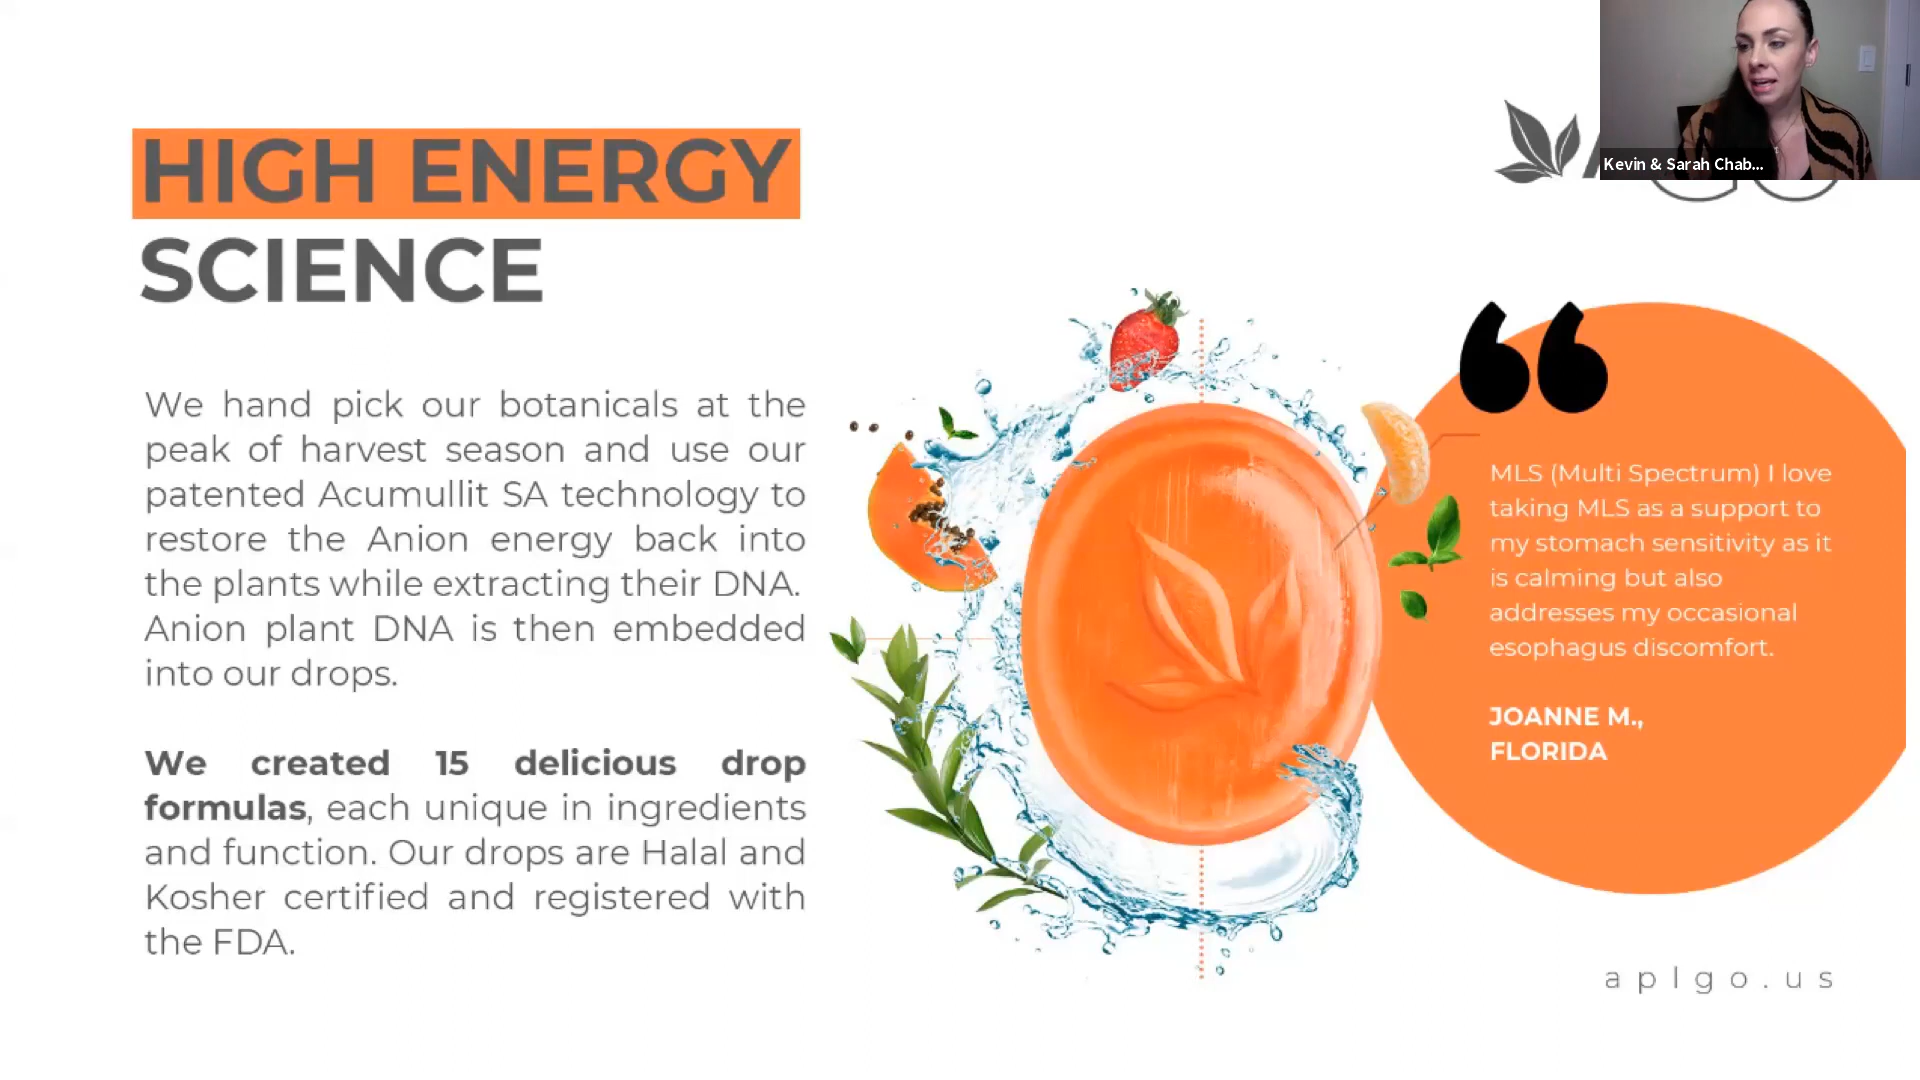 HIGH ENERGY
SCIENCE
We hand pick our botanicals at the
peak of harvest season and use our
patented Acumullit SA technology to
restore the Anion energy back into
the plants while extracting their DNA.
Anion plant DNA is then embedded
into our drops.
We created 15 delicious drop
formulas, each unique in ingredients
and function. Our drops are Halal and
Kosher certified and registered with
the FDA.
Kevin & Sarah Chab...
“
MLS (Multi Spectrum) I love
taking MLS as a support to
my stomach sensitivity as it
is calming but also
addresses my occasional
esophagus discomfort.
JOANNE M.,
FLORIDA
aplgo.us